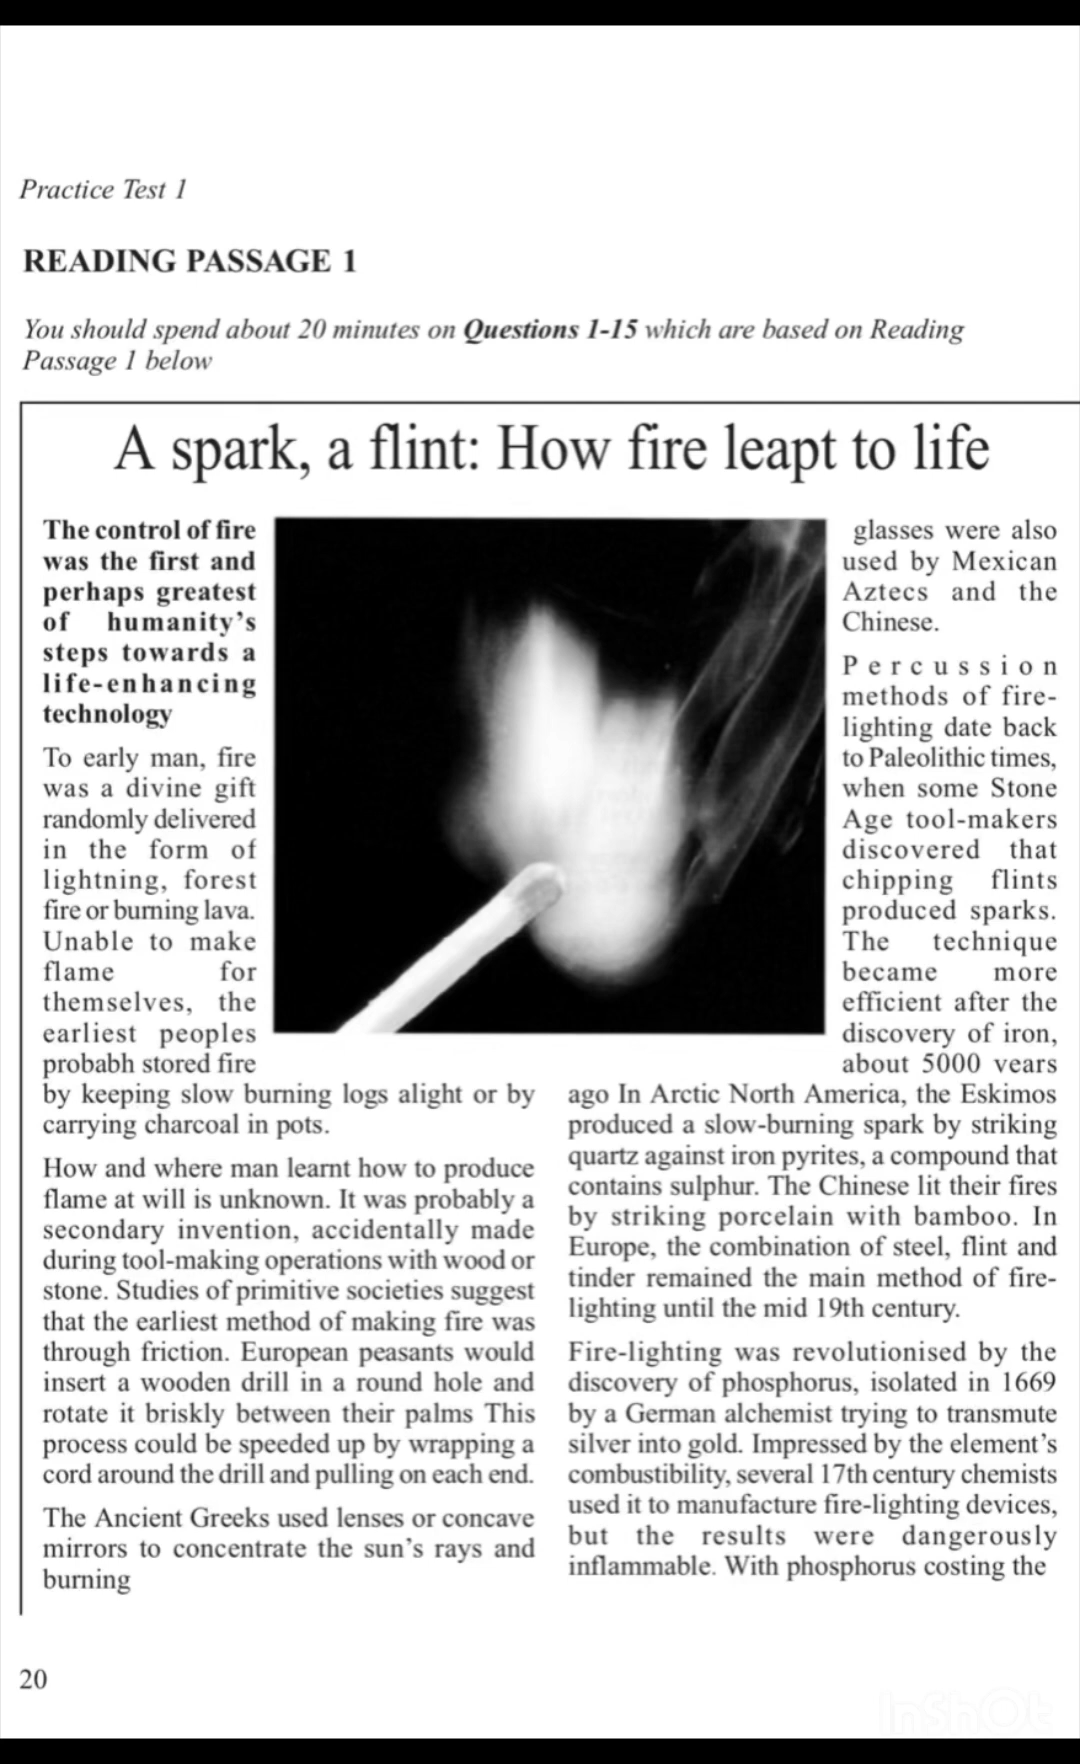 Practice Test 1
READING PASSAGE 1
You should spend about 20 minutes on Questions 1-15 which are based on Reading
Passage 1 below
A spark, a flint: How fire leapt to life
The control of fire
was the first and
perhaps greatest
of humanity's
steps towards a
life-enhancing
technology
To early man, fire
was a divine gift
randomly delivered
in the form of
lightning, forest
fire or burning lava.
Unable to make
flame for
themselves, the
earliest peoples
probabh stored fire
by keeping slow burning logs alight or by
carrying charcoal in pots.
How and where man learnt how to produce
flame at will is unknown. It was probably a
secondary invention, accidentally made
during tool-making operations with wood or
stone. Studies of primitive societies suggest
that the earliest method of making fire was
through friction. European peasants would
insert a wooden drill in a round hole and
rotate it briskly between their palms This
process could be speeded up by wrapping a
cord around the drill and pulling on each end.
The Ancient Greeks used lenses or concave
mirrors to concentrate the sun's rays and
burning
glasses were also
used by Mexican
Aztecs and the
Chinese.
Percussion
methods of fire-
lighting date back
to Paleolithic times,
when some Stone
Age tool-makers
discovered that
chipping flints
produced sparks.
The technique
became more
efficient after the
discovery of iron,
about 5000 vears
ago In Arctic North America, the Eskimos
produced a slow-burning spark by striking
quartz against iron pyrites, a compound that
contains sulphur. The Chinese lit their fires
by striking porcelain with bamboo. In
Europe, the combination of steel, flint and
tinder remained the main method of fire-
lighting until the mid 19th century.
Fire-lighting was revolutionised by the
discovery of phosphorus, isolated in 1669
by a German alchemist trying to transmute
silver into gold. Impressed by the element's
combustibility, several 17th century chemists
used it to manufacture fire-lighting devices,
but the results were dangerously
inflammable. With phosphorus costing the
20
InShOt